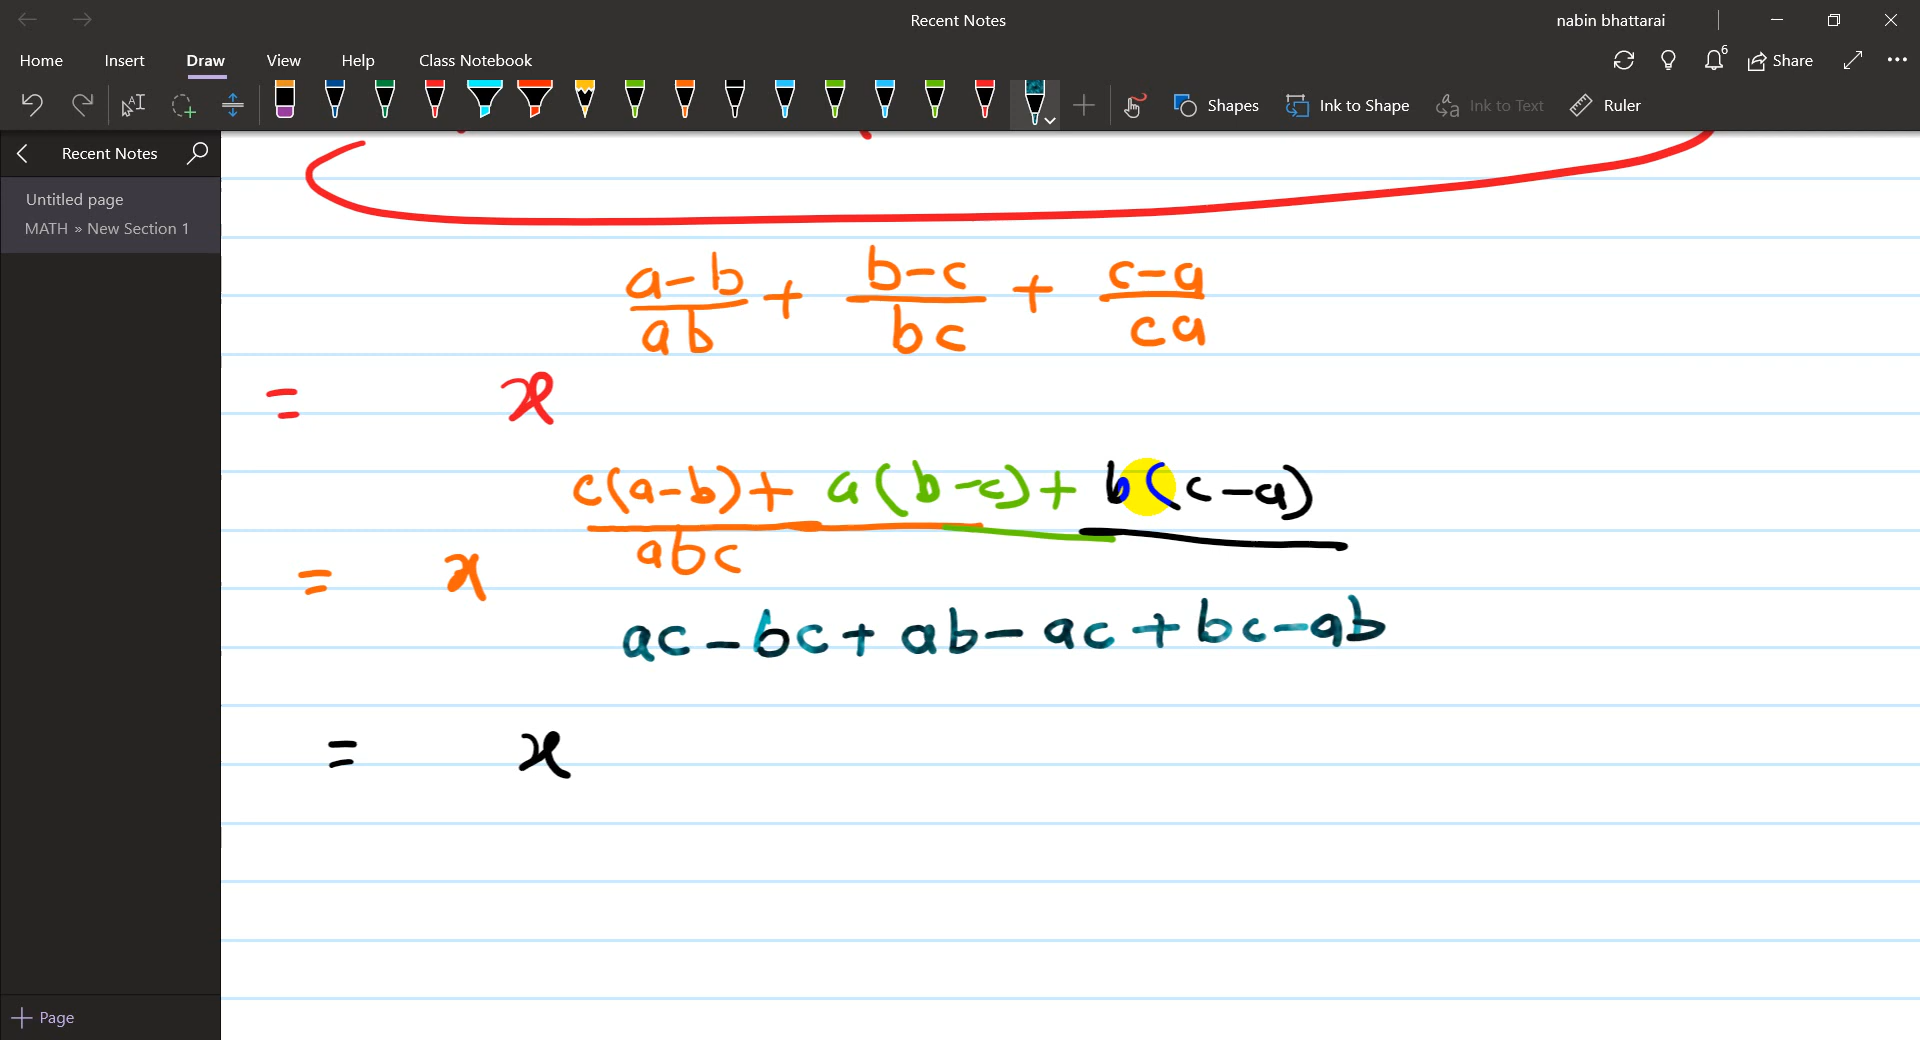 Recent Notes
nabin bhattarai
Home Insert Draw View Help Class Notebook
6
Share
Shapes Ink to Shape Ink to Text Ruler
Recent Notes
Untitled page
MATH » New Section 1
a-b/ab + b-c/bc + c-a/ca
= x
c(a-b) + a(b-c) + b(c-a)
abc
= x
ac-bc+ab-ac+bc-ab
= x
+ Page